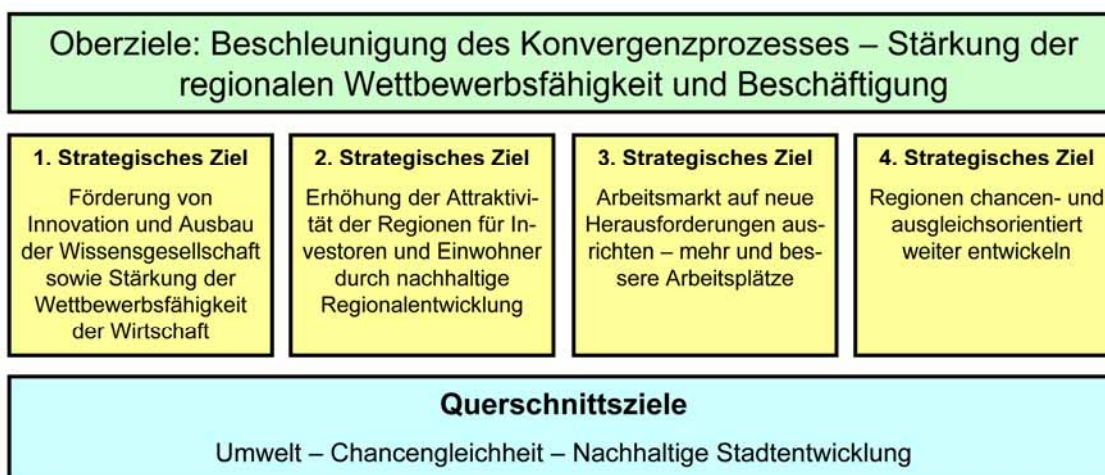 Oberziele: Beschleunigung des Konvergenzprozesses – Stärkung der
regionalen Wettbewerbsfähigkeit und Beschäftigung
1. Strategisches Ziel
Förderung von
Innovation und Ausbau
der Wissensgesellschaft
sowie Stärkung der
Wettbewerbsfähigkeit
der Wirtschaft
2. Strategisches Ziel
Erhöhung der Attraktivi-
tät der Regionen für In-
vestoren und Einwohner
durch nachhaltige
Regionalentwicklung
3. Strategisches Ziel
Arbeitsmarkt auf neue
Herausforderungen aus-
richten – mehr und bes-
sere Arbeitsplätze
4. Strategisches Ziel
Regionen chancen- und
ausgleichsorientiert
weiter entwickeln
Querschnittsziele
Umwelt – Chancengleichheit – Nachhaltige Stadtentwicklung